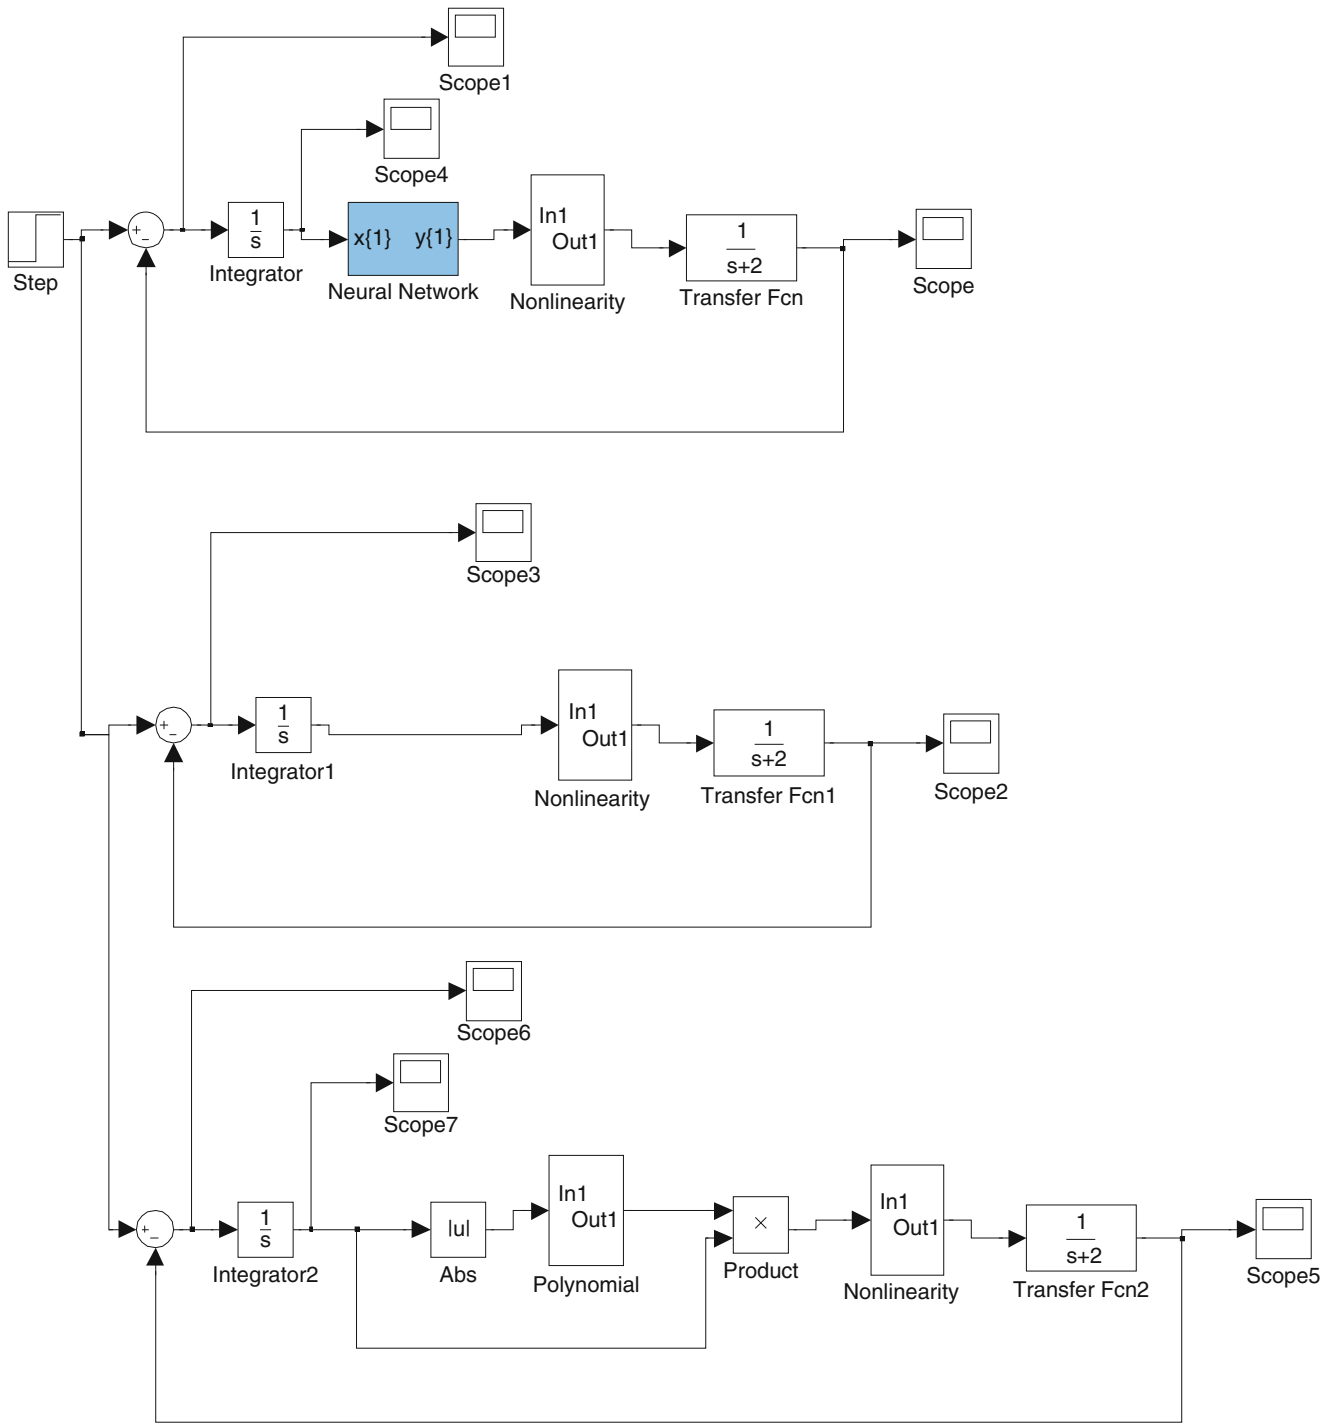 Scope1
Scope4
Step
+
−
1
s
Integrator
x{1} y{1}
Neural Network
In1
Out1
Nonlinearity
1
s+2
Transfer Fcn
Scope
Scope3
+
−
1
s
Integrator1
In1
Out1
Nonlinearity
1
s+2
Transfer Fcn1
Scope2
Scope6
Scope7
+
−
1
s
Integrator2
|u|
Abs
In1
Out1
Polynomial
×
Product
In1
Out1
Nonlinearity
1
s+2
Transfer Fcn2
Scope5